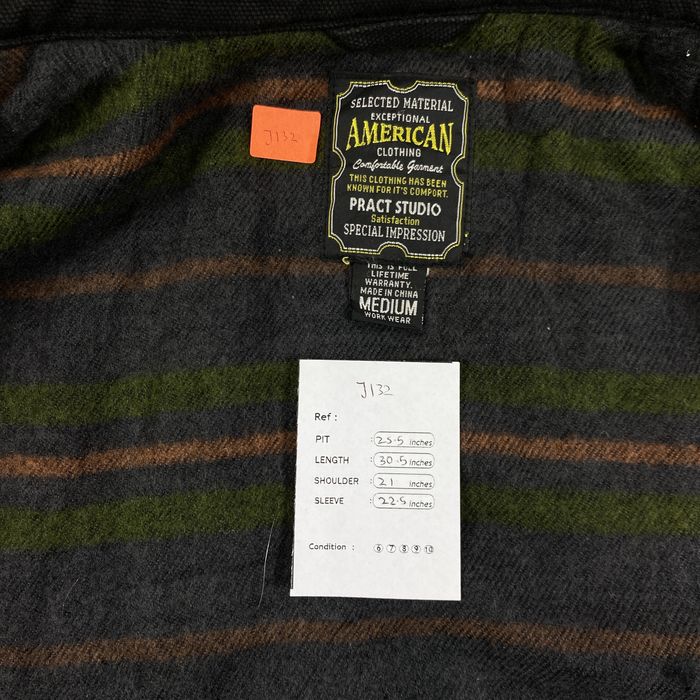 J132
SELECTED MATERIAL
EXCEPTIONAL
AMERICAN
CLOTHING
Comfortable Garment
THIS CLOTHING HAS BEEN
KNOWN FOR IT'S COMFORT.
PRACT STUDIO
Satisfaction
SPECIAL IMPRESSION
THIS IS FULL
LIFETIME
WARRANTY.
MADE IN CHINA
MEDIUM
WORK WEAR
J132
Ref :
PIT : 25.5 inches
LENGTH : 30.5 inches
SHOULDER : 21 inches
SLEEVE : 22.5 inches
Condition : 6 7 8 9 10